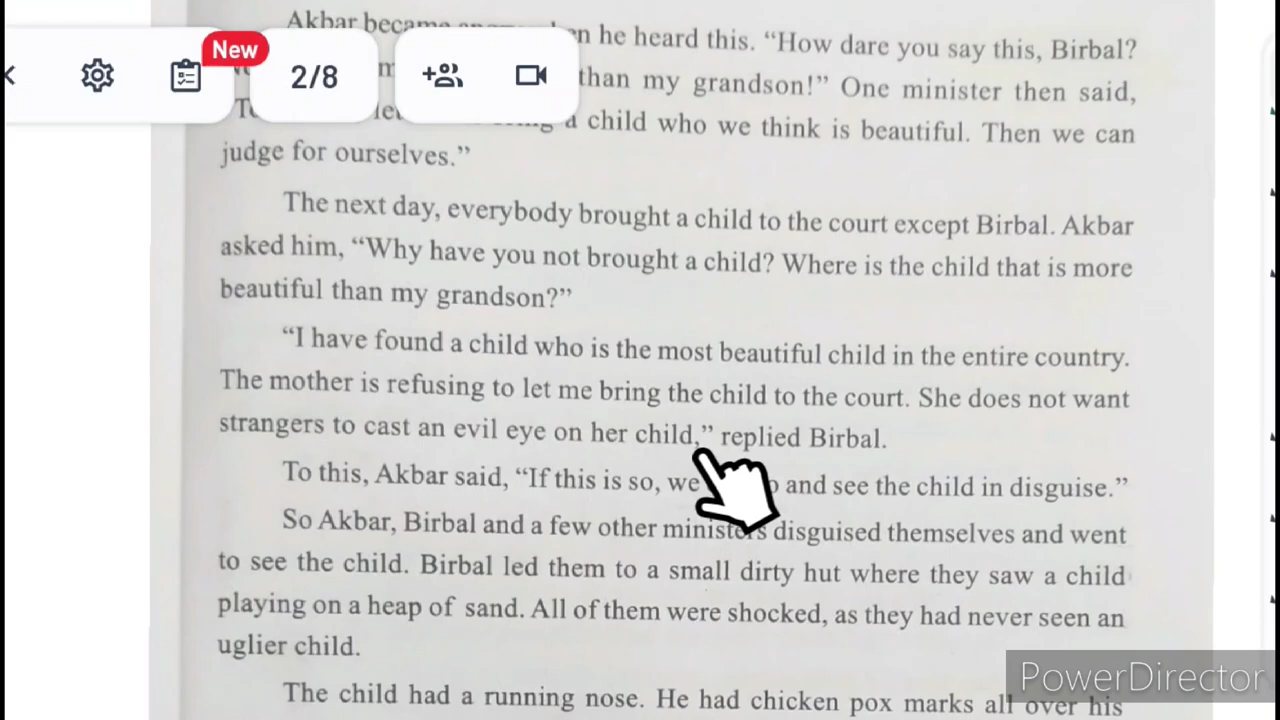 Akbar became he heard this. “How dare you say this, Birbal?
New
2/8
than my grandson!” One minister then said,
a child who we think is beautiful. Then we can
judge for ourselves.”
The next day, everybody brought a child to the court except Birbal. Akbar
asked him, “Why have you not brought a child? Where is the child that is more
beautiful than my grandson?”
“I have found a child who is the most beautiful child in the entire country.
The mother is refusing to let me bring the child to the court. She does not want
strangers to cast an evil eye on her child,” replied Birbal.
To this, Akbar said, “If this is so, we and see the child in disguise.”
So Akbar, Birbal and a few other ministers disguised themselves and went
to see the child. Birbal led them to a small dirty hut where they saw a child
playing on a heap of sand. All of them were shocked, as they had never seen an
uglier child.
The child had a running nose. He had chicken pox marks all over his
PowerDirector